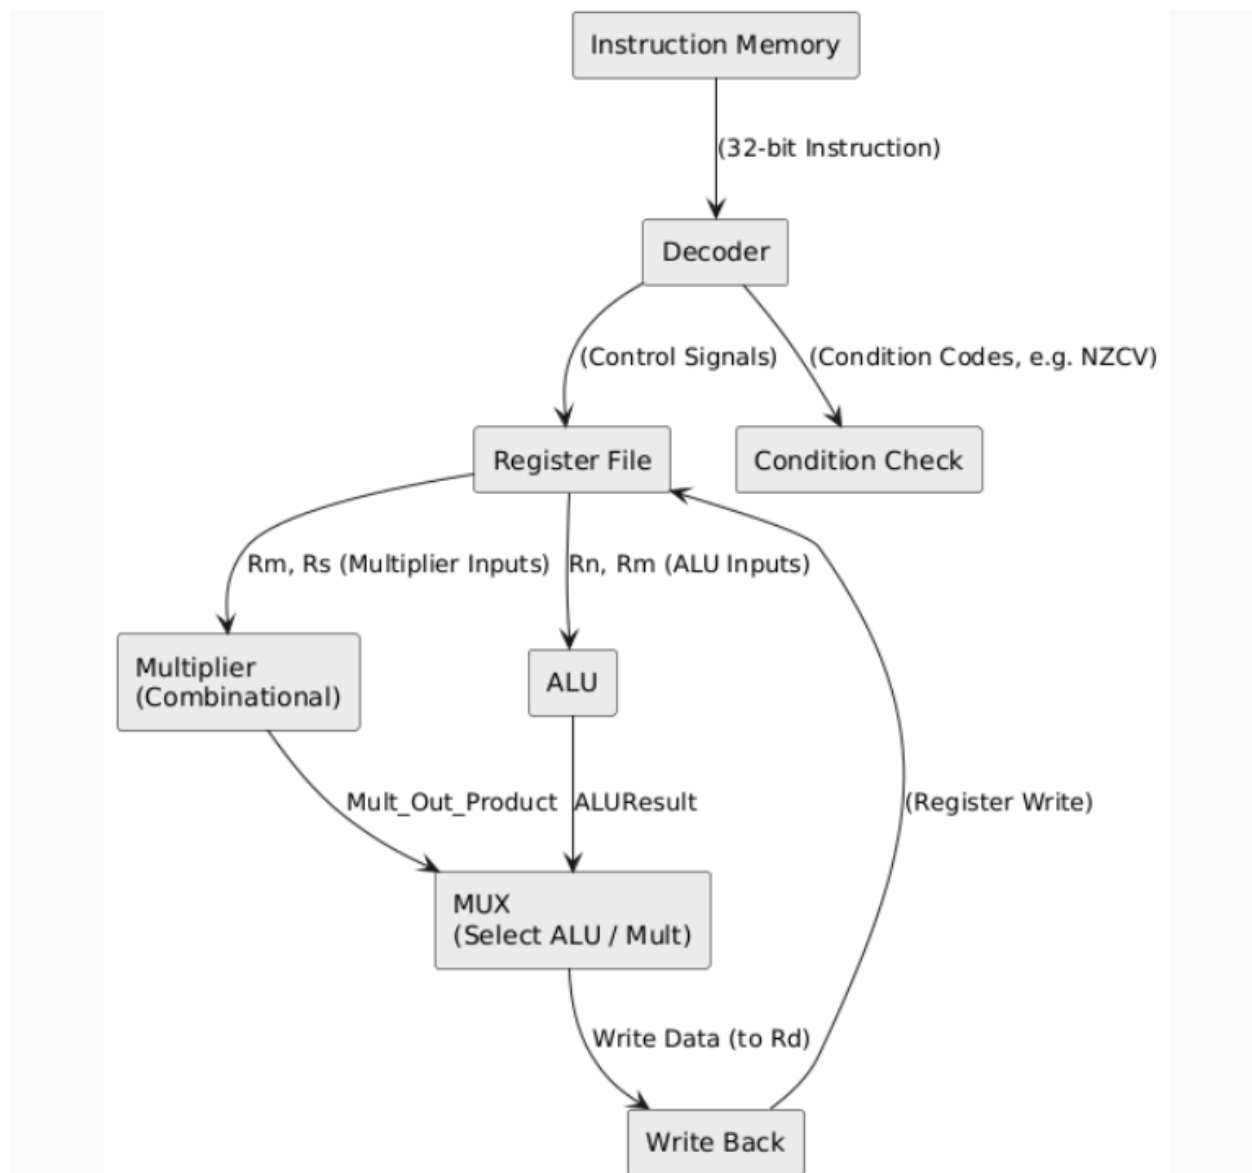 Instruction Memory
(32-bit Instruction)
Decoder
(Control Signals)
(Condition Codes, e.g. NZCV)
Register File
Condition Check
Rm, Rs (Multiplier Inputs)
Rn, Rm (ALU Inputs)
Multiplier
(Combinational)
ALU
Mult_Out_Product
ALUResult
(Register Write)
MUX
(Select ALU / Mult)
Write Data (to Rd)
Write Back